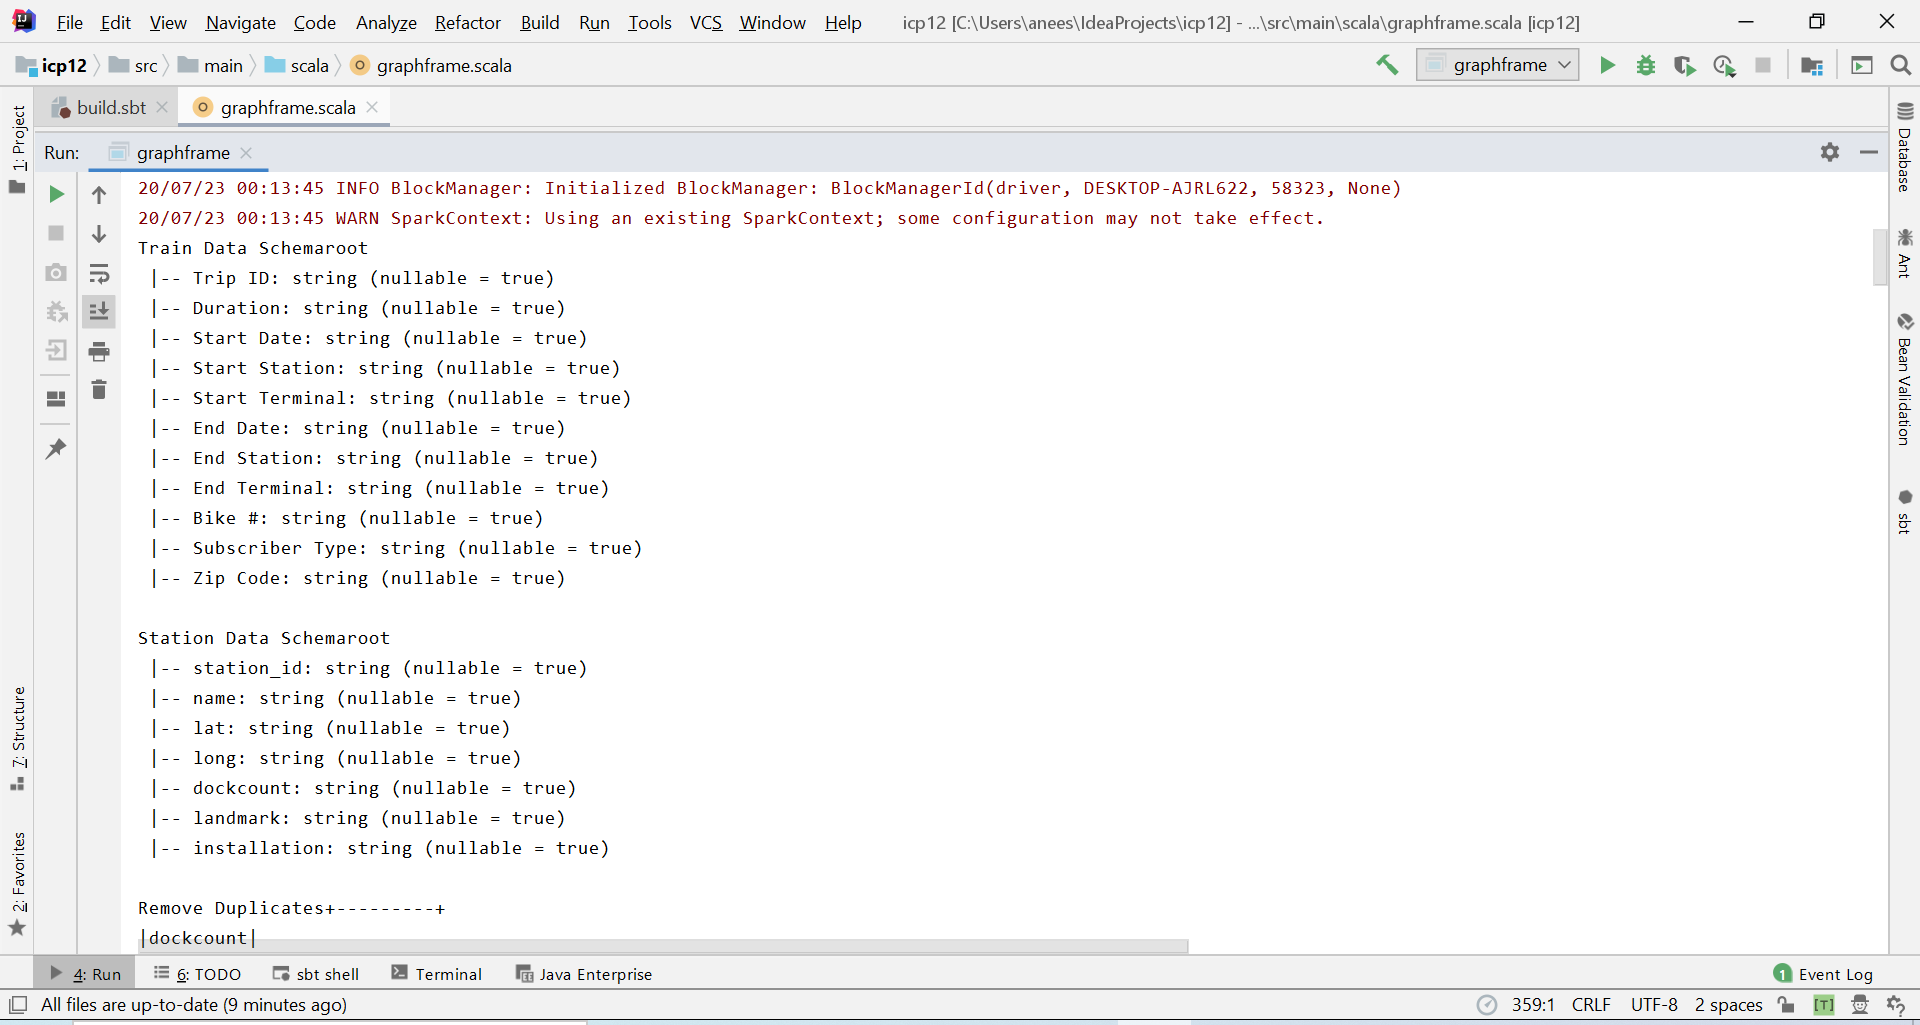 File Edit View Navigate Code Analyze Refactor Build Run Tools VCS Window Help icp12 [C:\Users\anees\IdeaProjects\icp12] - ...\src\main\scala\graphframe.scala [icp12]
icp12 src main scala graphframe.scala graphframe
build.sbt graphframe.scala
Run: graphframe
20/07/23 00:13:45 INFO BlockManager: Initialized BlockManager: BlockManagerId(driver, DESKTOP-AJRL622, 58323, None)
20/07/23 00:13:45 WARN SparkContext: Using an existing SparkContext; some configuration may not take effect.
Train Data Schemaroot
|-- Trip ID: string (nullable = true)
|-- Duration: string (nullable = true)
|-- Start Date: string (nullable = true)
|-- Start Station: string (nullable = true)
|-- Start Terminal: string (nullable = true)
|-- End Date: string (nullable = true)
|-- End Station: string (nullable = true)
|-- End Terminal: string (nullable = true)
|-- Bike #: string (nullable = true)
|-- Subscriber Type: string (nullable = true)
|-- Zip Code: string (nullable = true)
Station Data Schemaroot
|-- station_id: string (nullable = true)
|-- name: string (nullable = true)
|-- lat: string (nullable = true)
|-- long: string (nullable = true)
|-- dockcount: string (nullable = true)
|-- landmark: string (nullable = true)
|-- installation: string (nullable = true)
Remove Duplicates+---------+
|dockcount|
1: Project
7: Structure
2: Favorites
Database
Ant
Bean Validation
sbt
4: Run 6: TODO sbt shell Terminal Java Enterprise 1 Event Log
All files are up-to-date (9 minutes ago) 359:1 CRLF UTF-8 2 spaces [T]